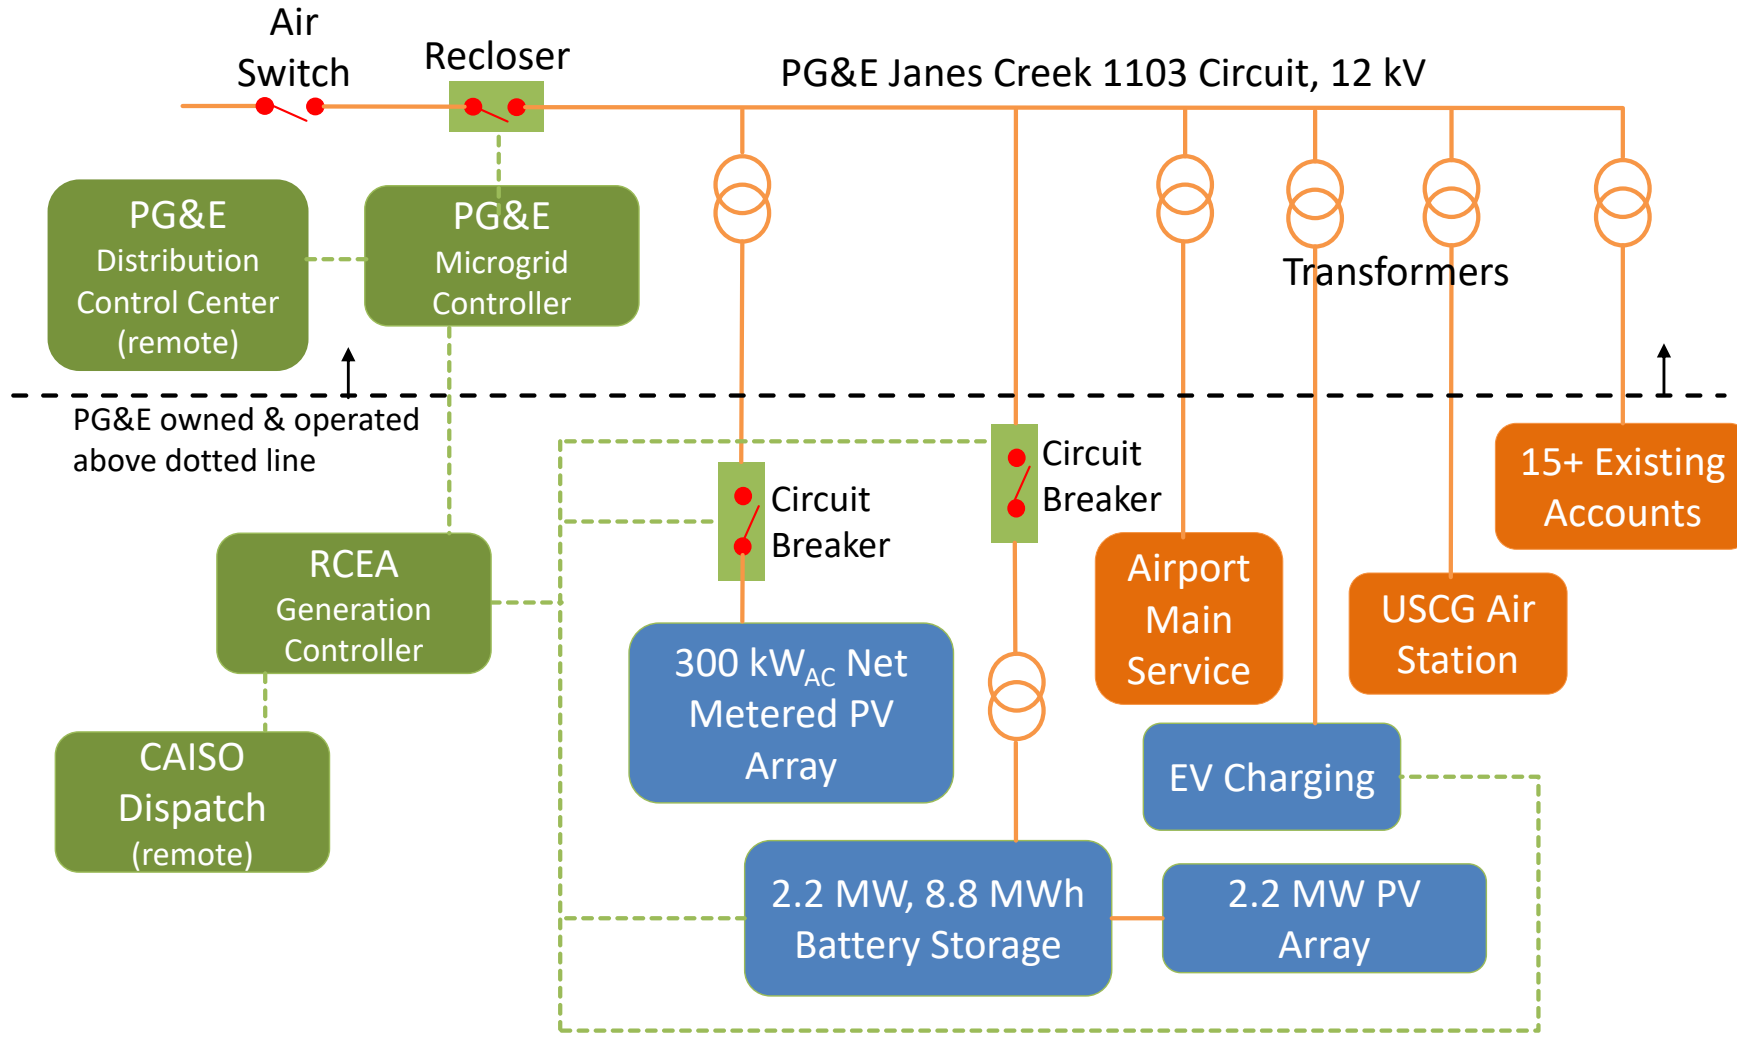 Air
Switch
Recloser
PG&E Janes Creek 1103 Circuit, 12 kV
PG&E
Distribution
Control Center
(remote)
PG&E
Microgrid
Controller
Transformers
PG&E owned & operated
above dotted line
Circuit
Breaker
Circuit
Breaker
15+ Existing
Accounts
RCEA
Generation
Controller
Airport
Main
Service
USCG Air
Station
300 kWAC Net
Metered PV
Array
CAISO
Dispatch
(remote)
EV Charging
2.2 MW, 8.8 MWh
Battery Storage
2.2 MW PV
Array